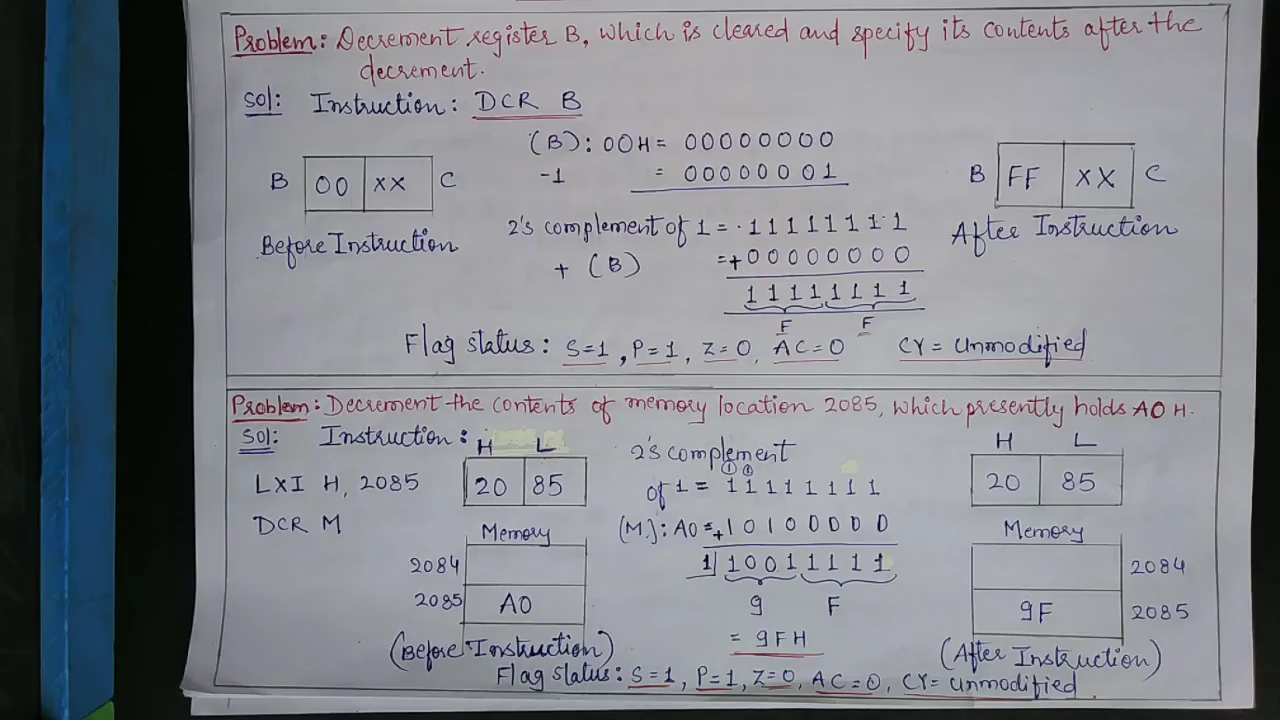 Problem: Decrement register B, which is cleared and specify its contents after the
decrement.
Sol: Instruction: DCR B
(B): 00H = 00000000
-1 = 00000001
B 00 XX C
B FF XX C
Before Instruction
After Instruction
2's complement of 1 = 11111111
+ (B) =+00000000
11111111
F F
Flag status: S=1, P=1, Z=0, AC=0 CY = Unmodified
Problem: Decrement the contents of memory location 2085, which presently holds A0 H.
Sol: Instruction:
H L
2's complement
H L
LXI H, 2085
20 85
① ①
of 1 = 11111111
20 85
DCR M
Memory
(M): A0 =+10100000
Memory
2084
1 10011111
2084
2085 A0
9 F
9F 2085
= 9FH
(Before Instruction)
(After Instruction)
Flag status: S=1, P=1, Z=0, AC=0, CY= Unmodified